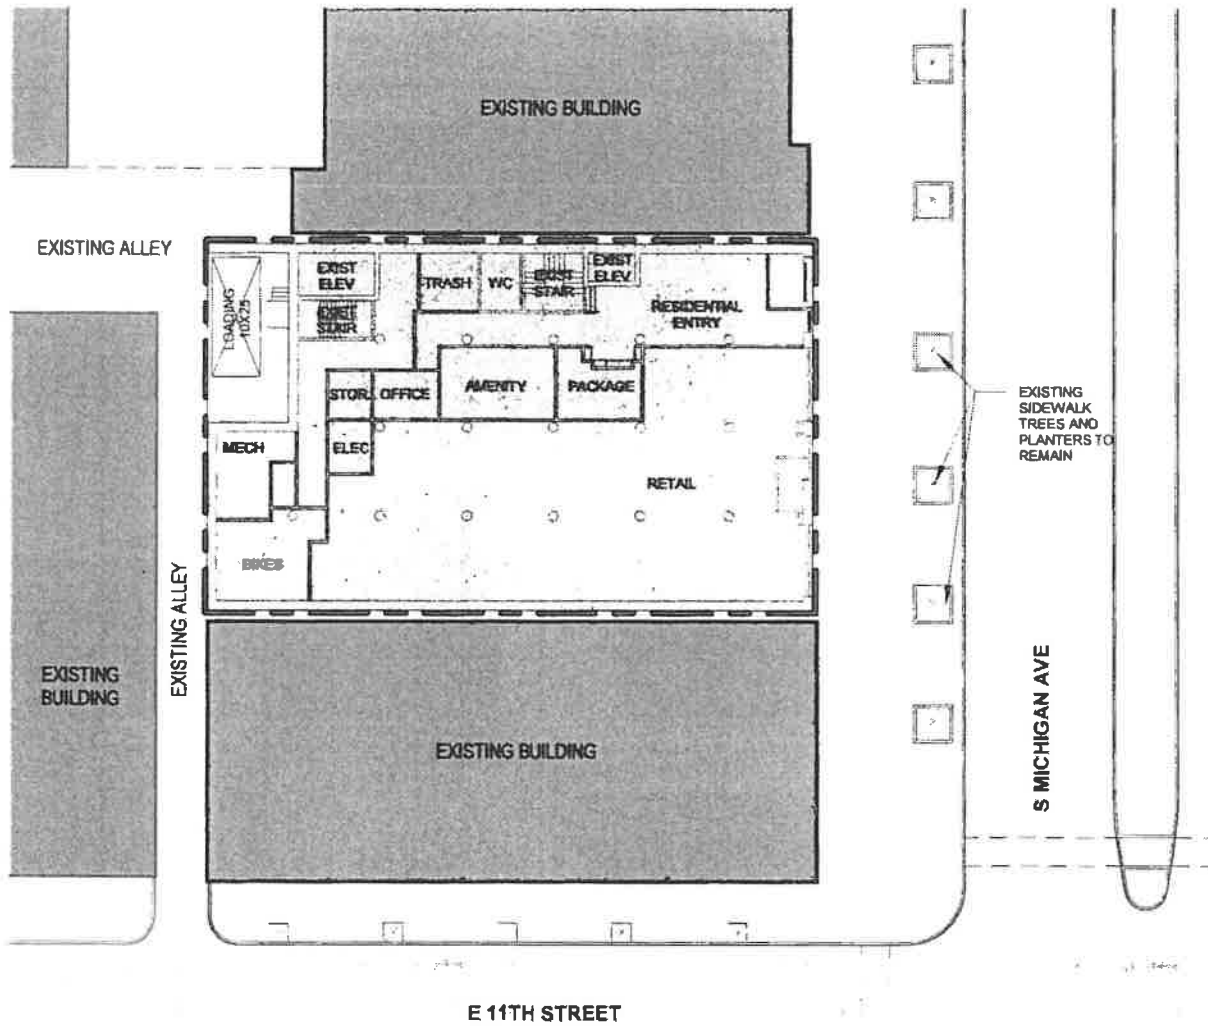 EXISTING BUILDING
EXISTING ALLEY
EXIST
ELEV
TRASH
WC
EXIST
STAIR
EXIST
ELEV
LOADING
10X25
EXIST
STAIR
RESIDENTIAL
ENTRY
STOR.
OFFICE
AMENITY
PACKAGE
EXISTING
SIDEWALK
TREES AND
PLANTERS TO
REMAIN
MECH
ELEC
RETAIL
BIKES
EXISTING ALLEY
EXISTING
BUILDING
EXISTING BUILDING
S MICHIGAN AVE
E 11TH STREET